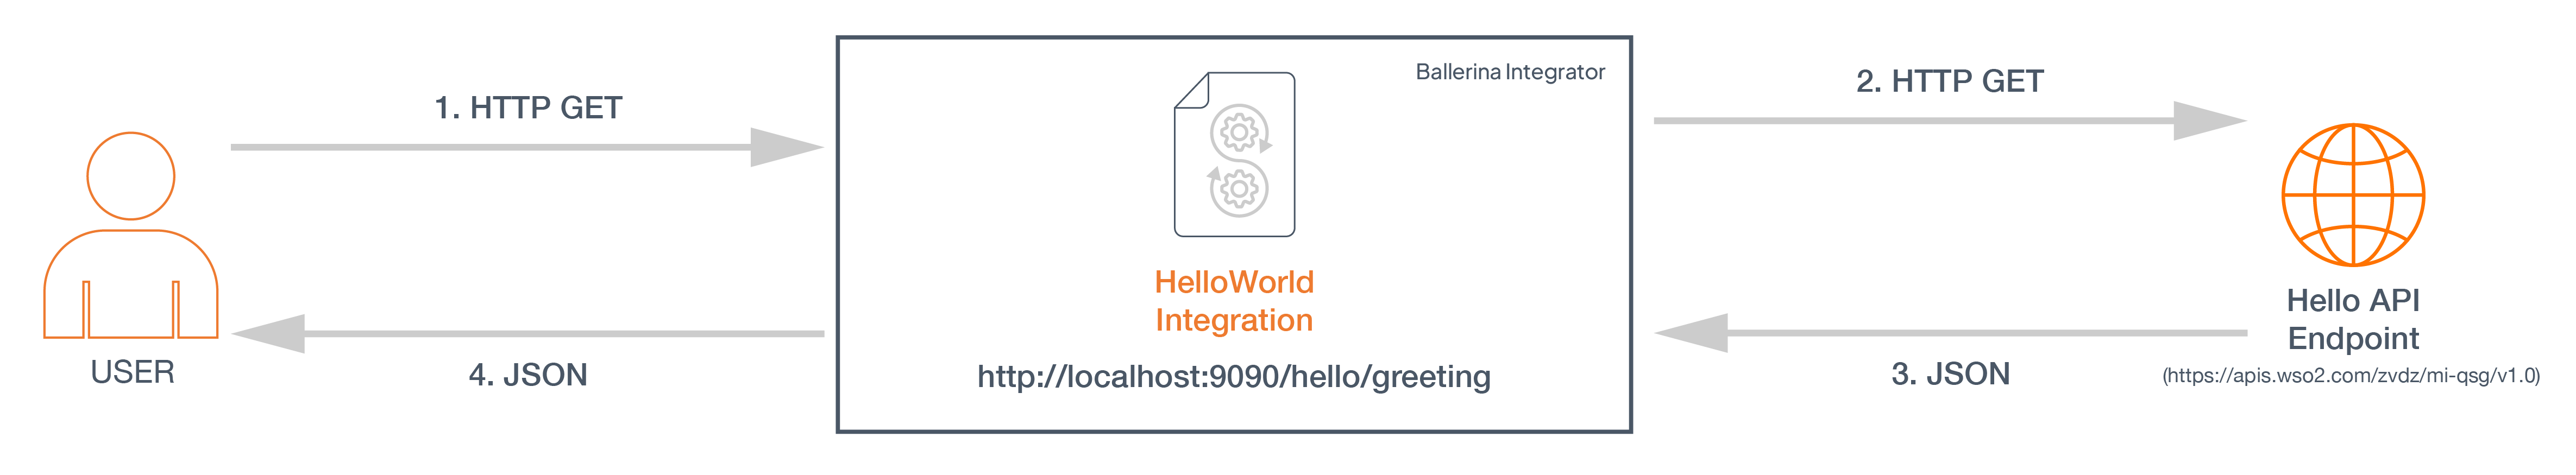 1. HTTP GET
Ballerina Integrator
2. HTTP GET
HelloWorld
Integration
http://localhost:9090/hello/greeting
USER
4. JSON
3. JSON
Hello API
Endpoint
(https://apis.wso2.com/zvdz/mi-qsg/v1.0)